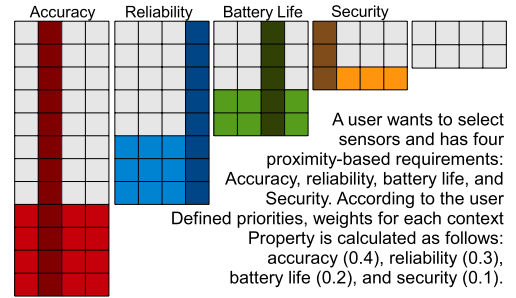 Accuracy Reliability Battery Life Security
A user wants to select
sensors and has four
proximity-based requirements:
Accuracy, reliability, battery life, and
Security. According to the user
Defined priorities, weights for each context
Property is calculated as follows:
accuracy (0.4), reliability (0.3),
battery life (0.2), and security (0.1).